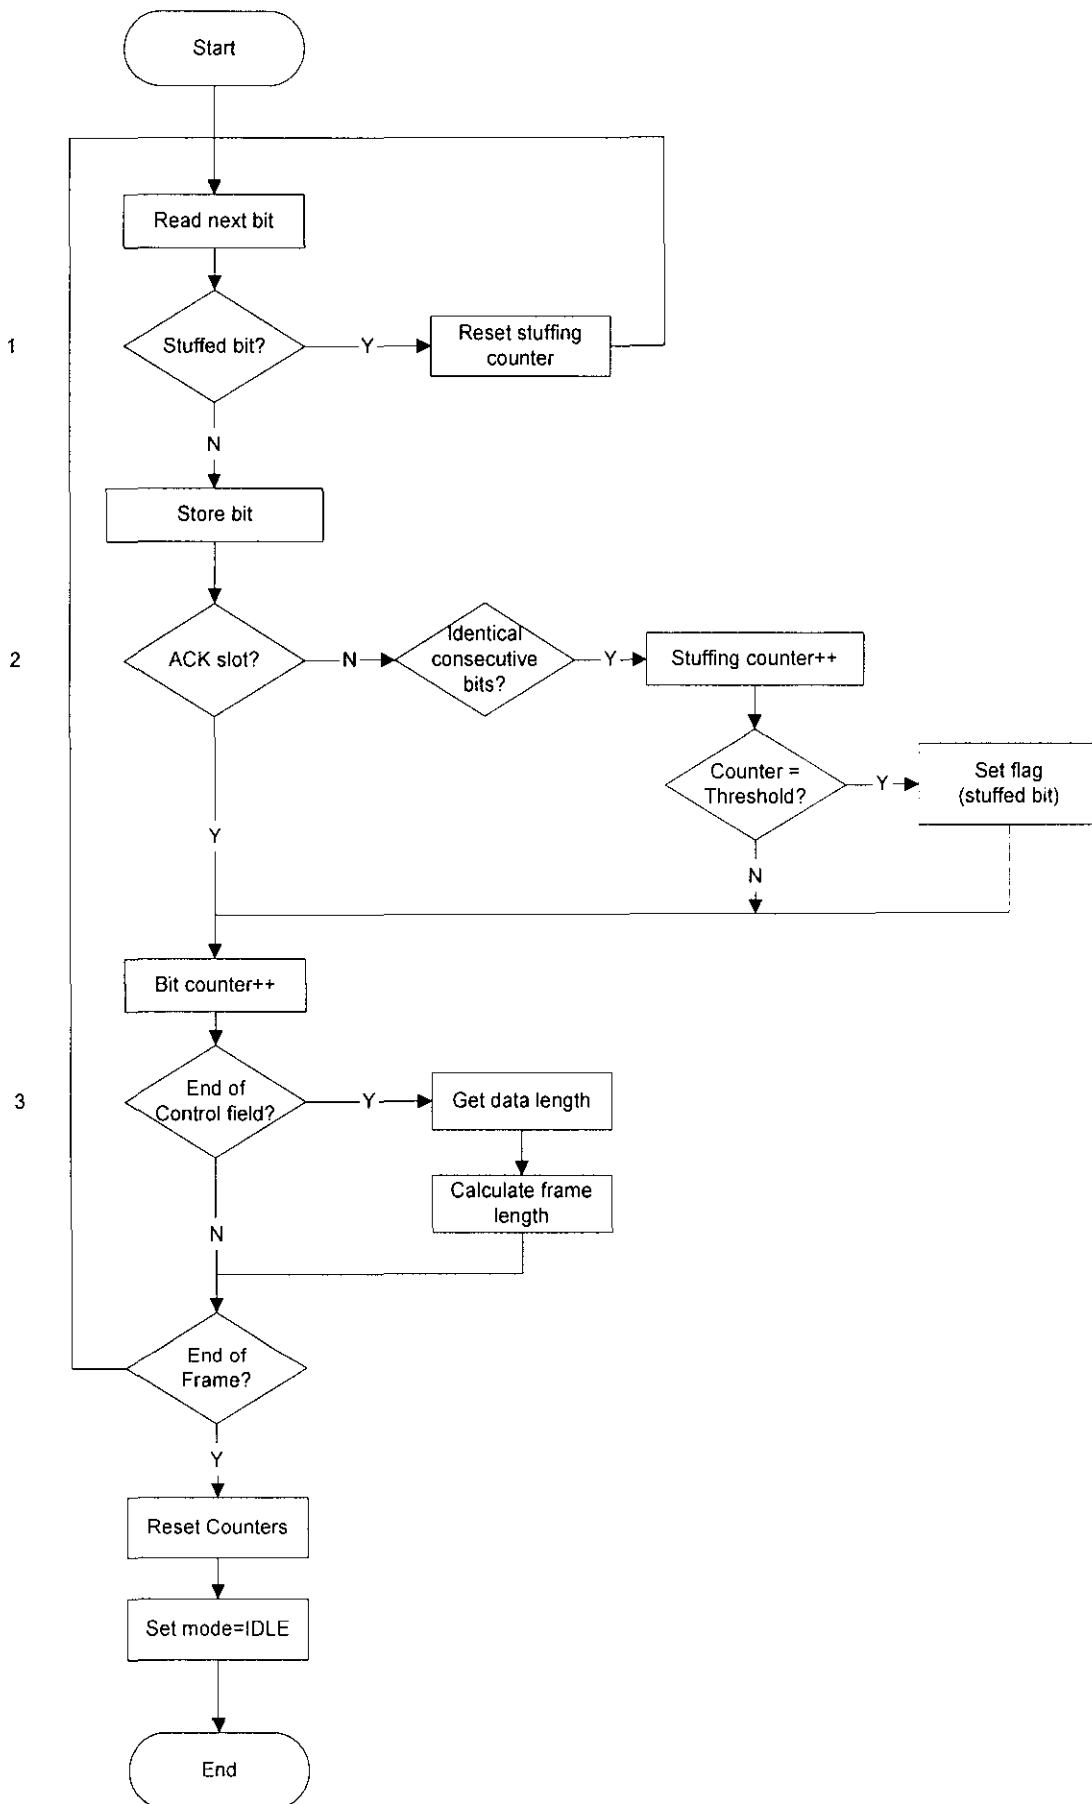 Start
Read next bit
1
Stuffed bit?
Y
Reset stuffing
counter
N
Store bit
2
ACK slot?
N
Identical
consecutive
bits?
Y
Stuffing counter++
Counter =
Threshold?
Y
Set flag
(stuffed bit)
Y
N
Bit counter++
3
End of
Control field?
Y
Get data length
Calculate frame
length
N
End of
Frame?
Y
Reset Counters
Set mode=IDLE
End